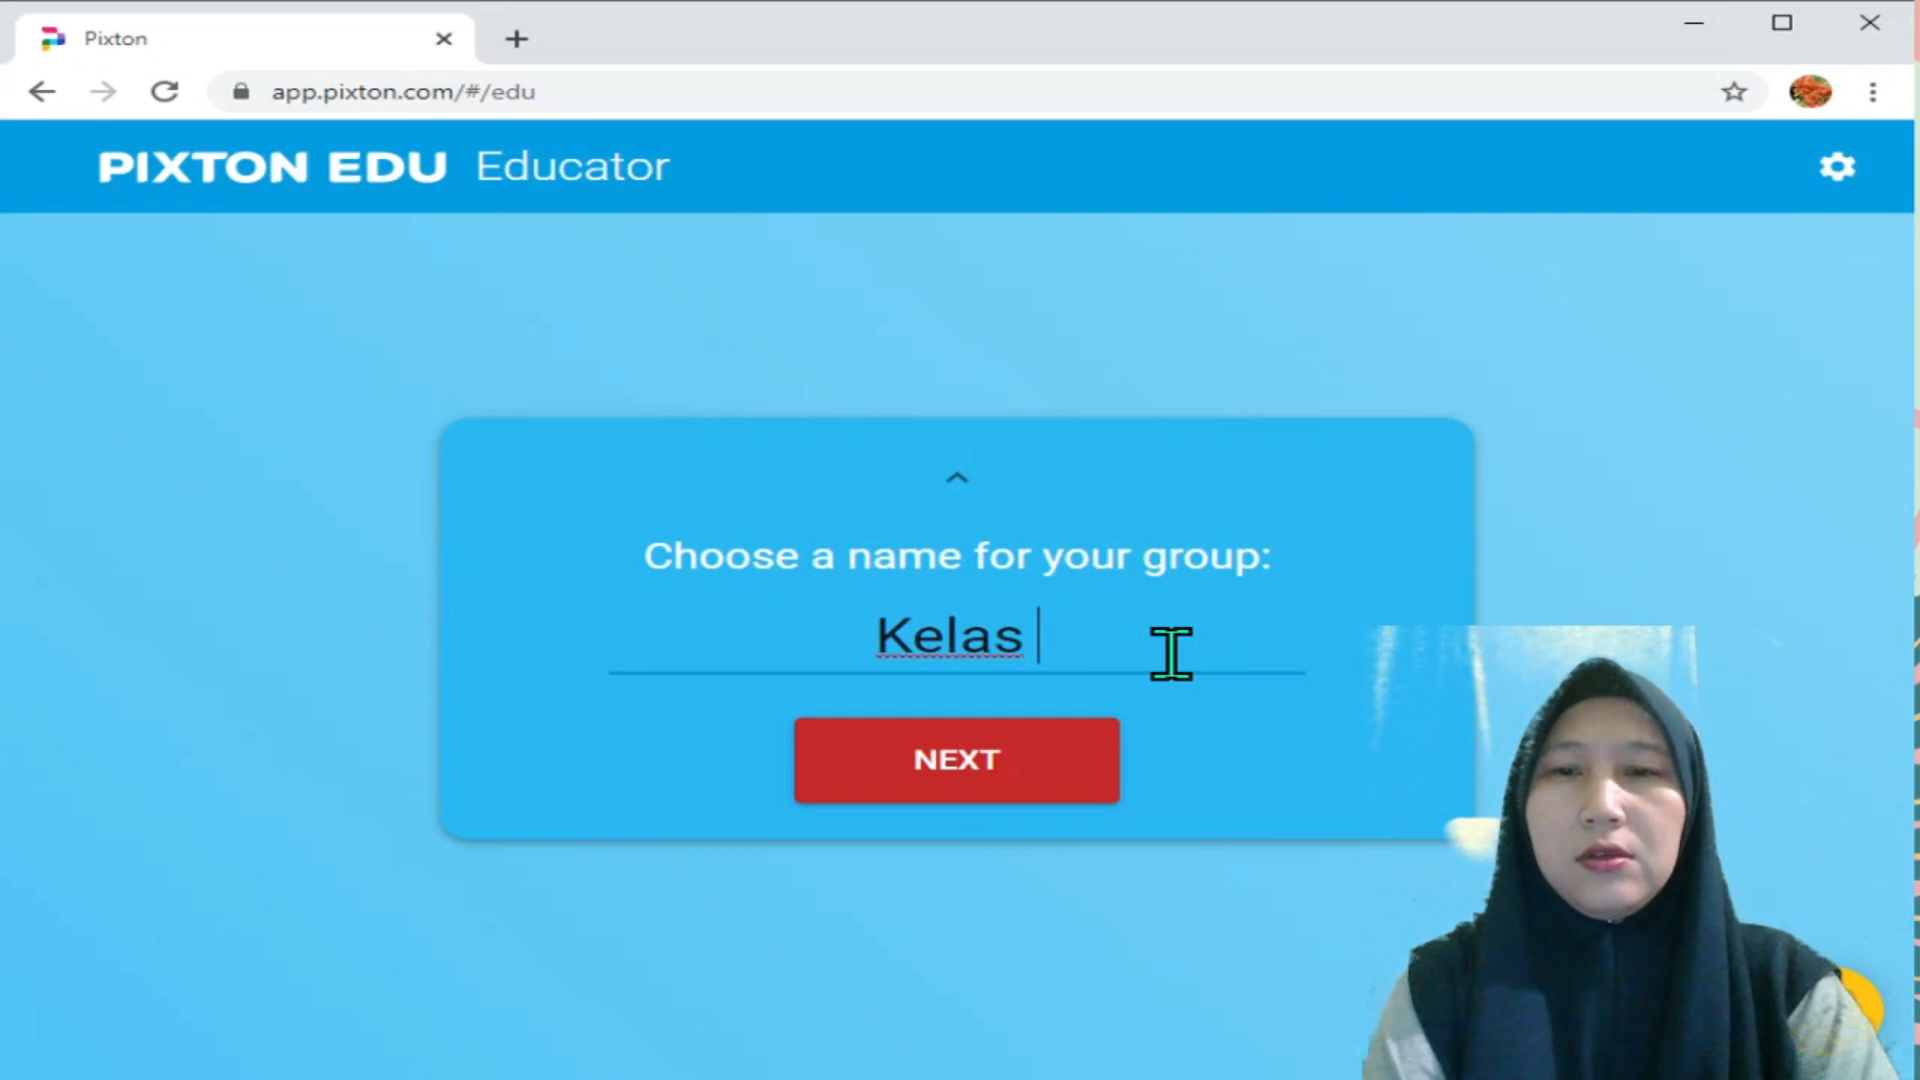 Pixton
app.pixton.com/#/edu
PIXTON EDU Educator
Choose a name for your group:
Kelas
NEXT